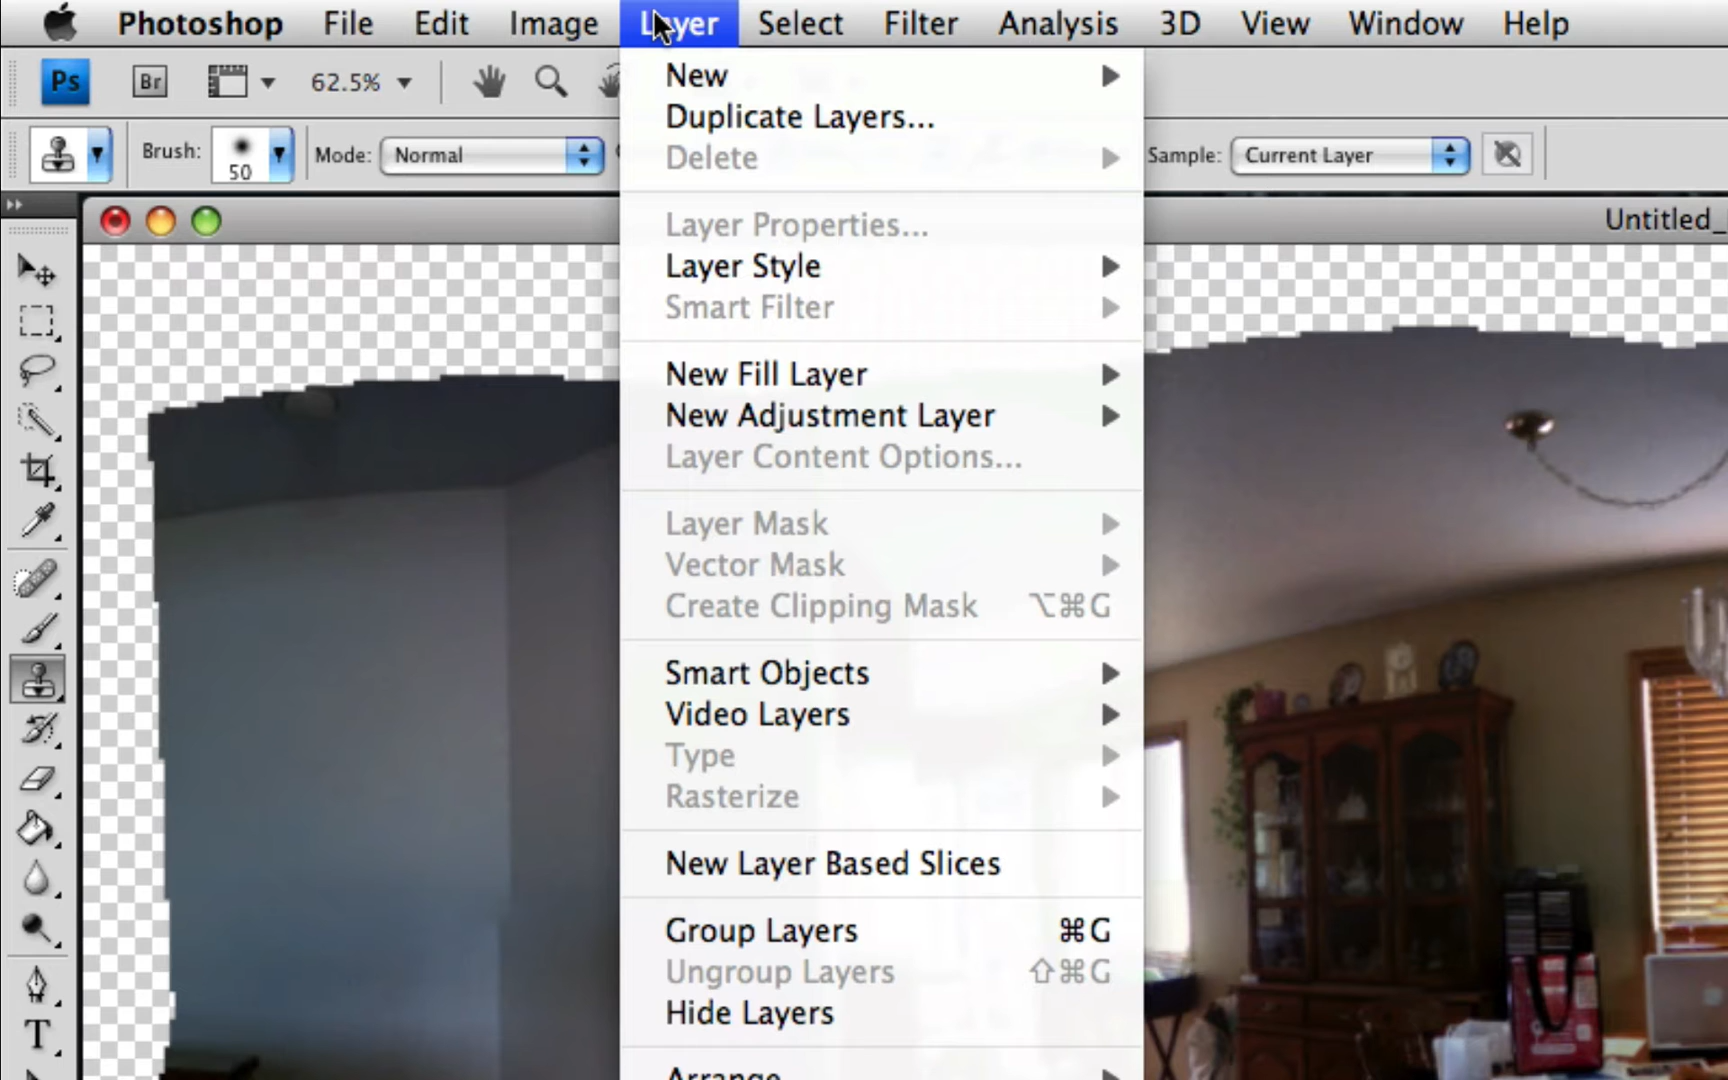 Photoshop File Edit Image Layer Select Filter Analysis 3D View Window Help
Ps Br 62.5%
Brush: 50 Mode: Normal Sample: Current Layer
Untitled_
New
Duplicate Layers...
Delete
Layer Properties...
Layer Style
Smart Filter
New Fill Layer
New Adjustment Layer
Layer Content Options...
Layer Mask
Vector Mask
Create Clipping Mask ⌥⌘G
Smart Objects
Video Layers
Type
Rasterize
New Layer Based Slices
Group Layers ⌘G
Ungroup Layers ⇧⌘G
Hide Layers
Arrange
T